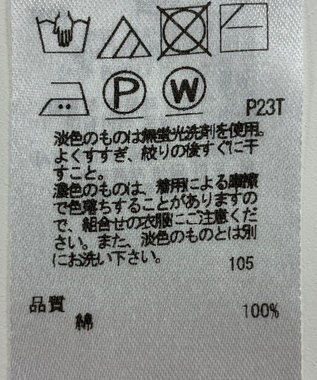 P W P23T
淡色のものは無蛍光洗剤を使用。
よくすすぎ、絞りの後すぐに干
すこと。
濃色のものは、着用による摩擦
で色落ちすることがありますの
で、組合せの衣服にご注意くだ
さい。また、淡色のものとは別
にお洗い下さい。
105
品質
綿 100%